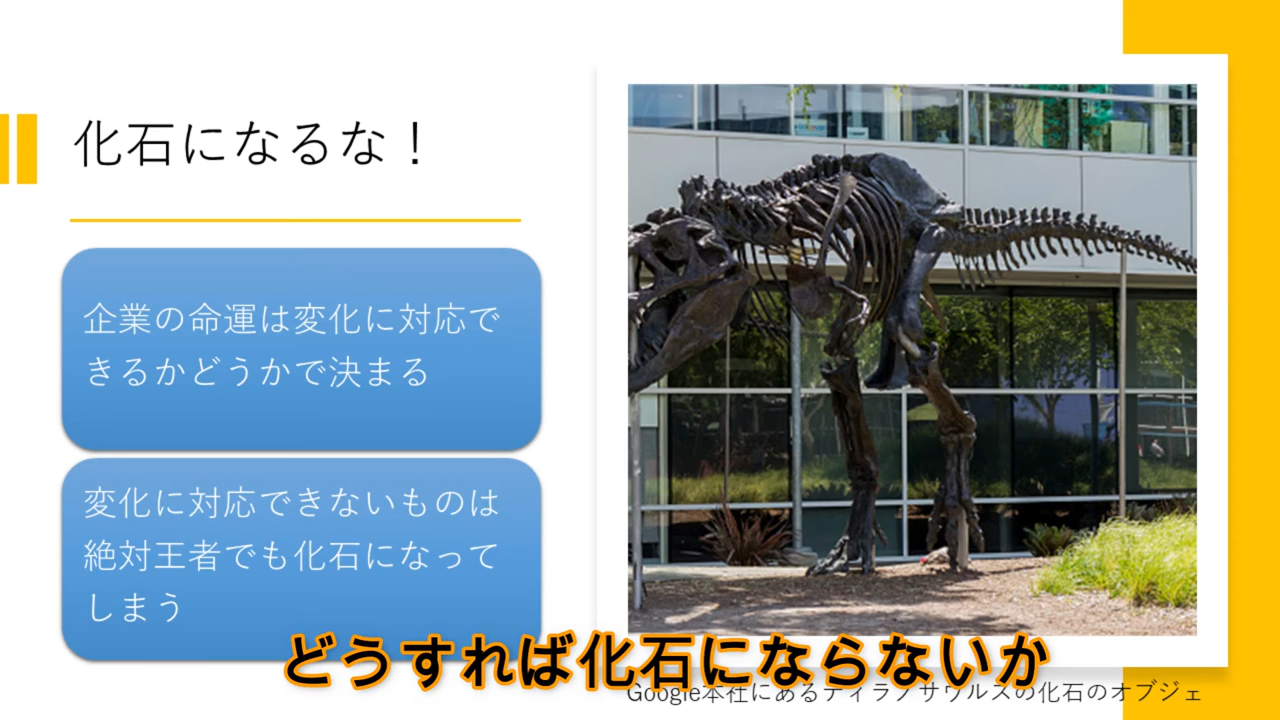 化石になるな！
企業の命運は変化に対応で
きるかどうかで決まる
変化に対応できないものは
絶対王者でも化石になって
しまう
どうすれば化石にならないか
Google本社にあるティラノサウルスの化石のオブジェ